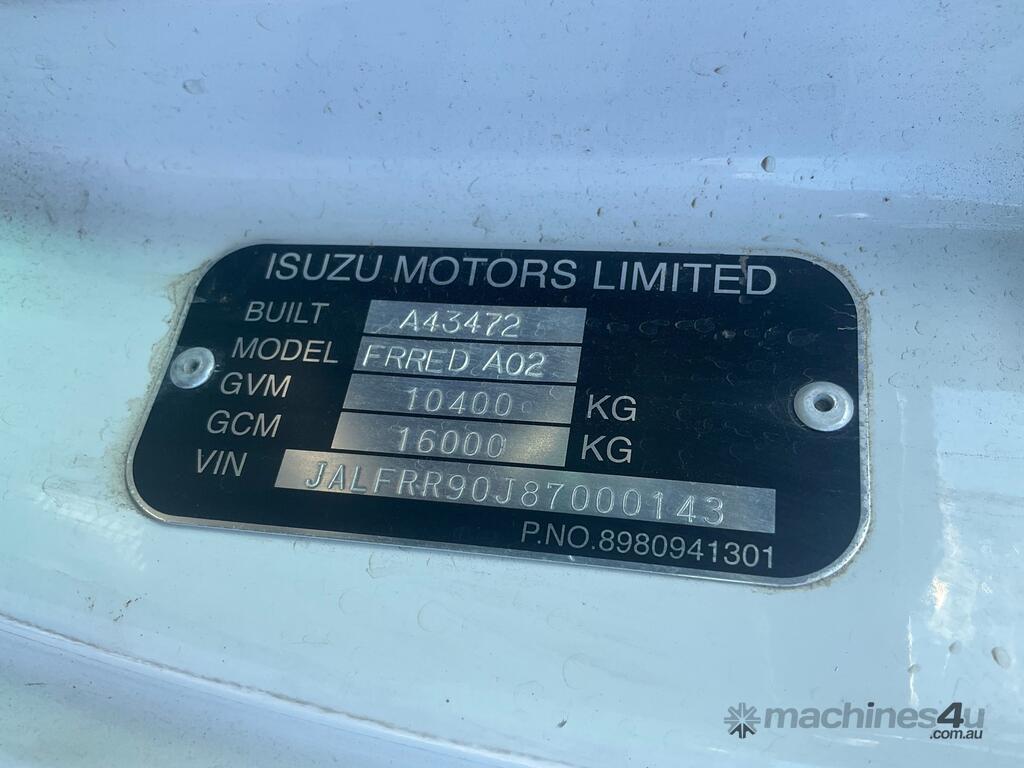 ISUZU MOTORS LIMITED
BUILT A43472
MODEL FRRED A02
GVM 10400 KG
GCM 16000 KG
VIN JALFRR90J87000143
P.NO.8980941301
machines4u
.com.au